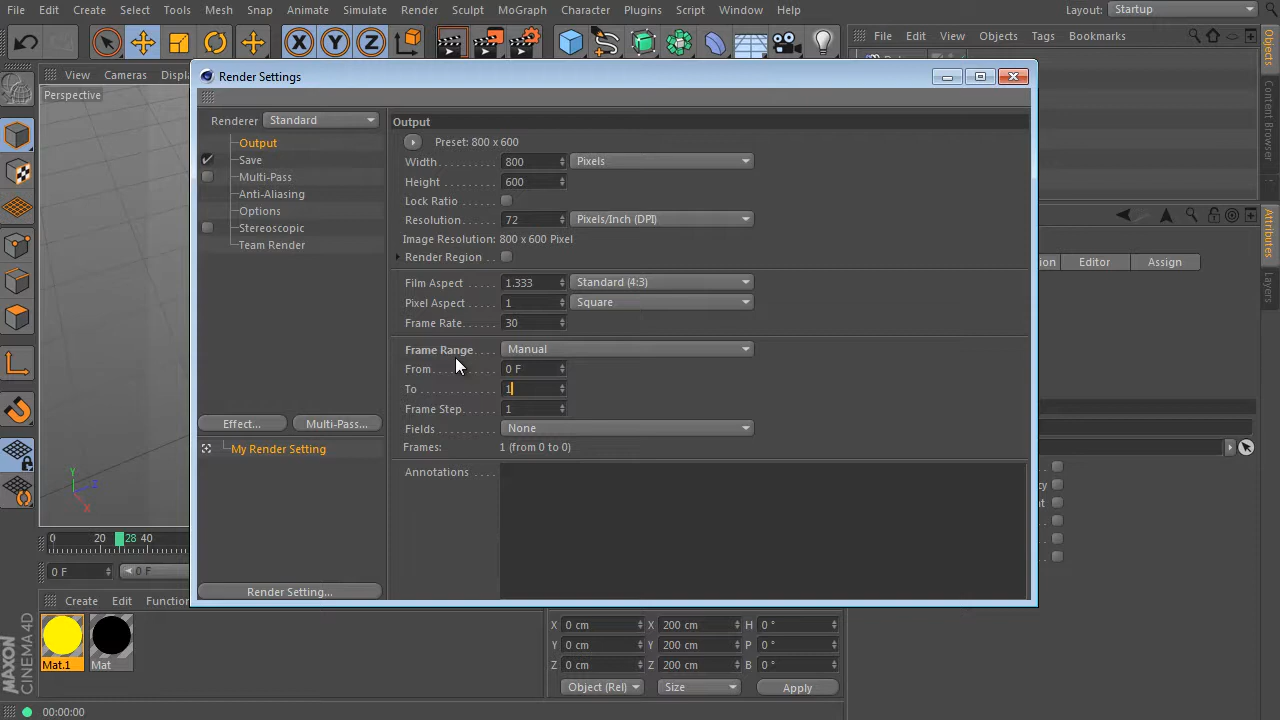 File Edit Create Select Tools Mesh Snap Animate Simulate Render Sculpt MoGraph Character Plugins Script Window Help Layout: Startup
File Edit View Objects Tags Bookmarks
Render Settings
View Cameras
Perspective
Renderer Standard
Output
Save
Multi-Pass
Anti-Aliasing
Options
Stereoscopic
Team Render
Effect... Multi-Pass...
My Render Setting
Render Setting...
Output
Preset: 800 x 600
Width 800 Pixels
Height 600
Lock Ratio
Resolution 72 Pixels/Inch (DPI)
Image Resolution: 800 x 600 Pixel
Render Region
Film Aspect 1.333 Standard (4:3)
Pixel Aspect 1 Square
Frame Rate 30
Frame Range Manual
From 0 F
To 1
Frame Step 1
Fields None
Frames: 1 (from 0 to 0)
Annotations
Editor Assign
Objects
Content Browser
Attributes
Layers
0 20 28 40
0 F 0 F
Create Edit
Mat.1 Mat
X 0 cm X 200 cm H 0 °
Y 0 cm Y 200 cm P 0 °
Z 0 cm Z 200 cm B 0 °
Object (Rel) Size Apply
MAXON
CINEMA 4D
00:00:00